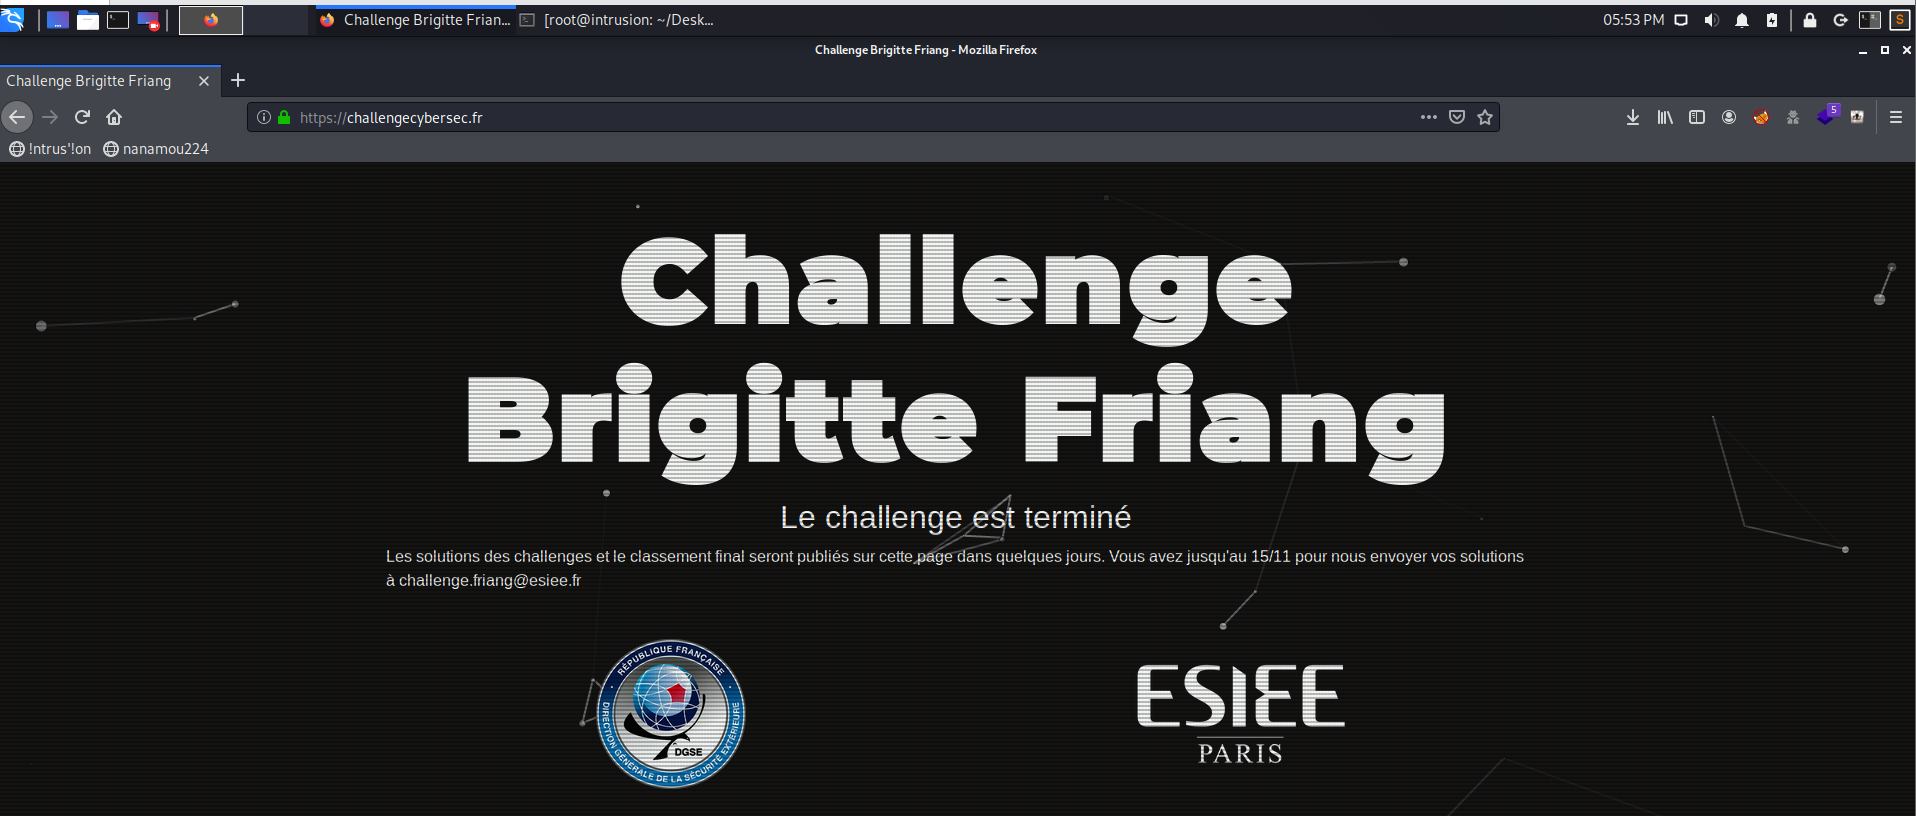 Challenge Brigitte Frian... [root@intrusion: ~/Desk... 05:53 PM S
Challenge Brigitte Friang - Mozilla Firefox
Challenge Brigitte Friang
https://challengecybersec.fr
5
!ntrus'!on nanamou224
Challenge
Brigitte Friang
Le challenge est terminé
Les solutions des challenges et le classement final seront publiés sur cette page dans quelques jours. Vous avez jusqu'au 15/11 pour nous envoyer vos solutions
à challenge.friang@esiee.fr
RÉPUBLIQUE FRANÇAISE
DGSE
DIRECTION GÉNÉRALE DE LA SÉCURITÉ EXTÉRIEURE
ESIEE
PARIS